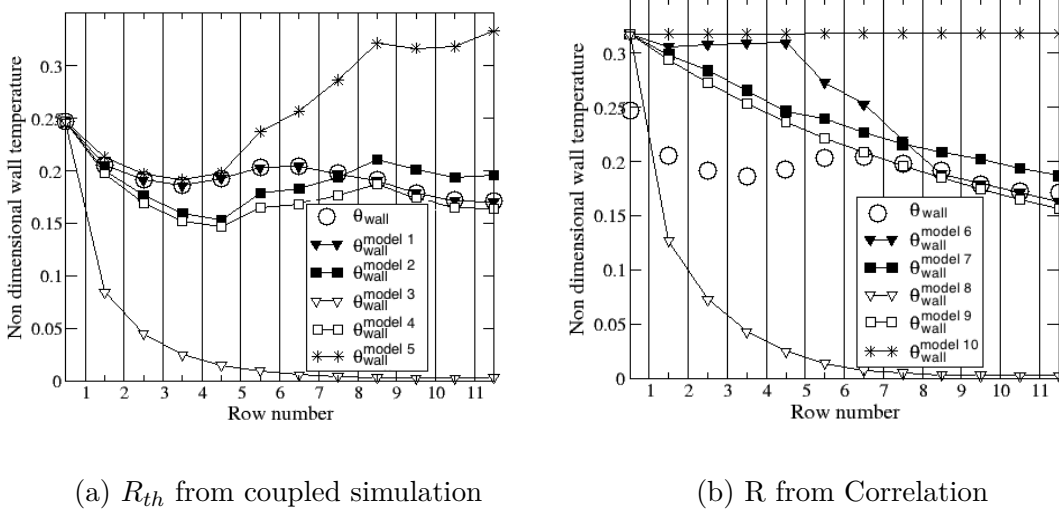 Non dimensional wall temperature
0.3
0.25
0.2
0.15
0.1
0.05
0
θwall
θwall model 1
θwall model 2
θwall model 3
θwall model 4
θwall model 5
1 2 3 4 5 6 7 8 9 10 11
Row number
(a) Rth from coupled simulation
Non dimensional wall temperature
0.3
0.25
0.2
0.15
0.1
0.05
0
θwall
θwall model 6
θwall model 7
θwall model 8
θwall model 9
θwall model 10
1 2 3 4 5 6 7 8 9 10 11
Row number
(b) R from Correlation